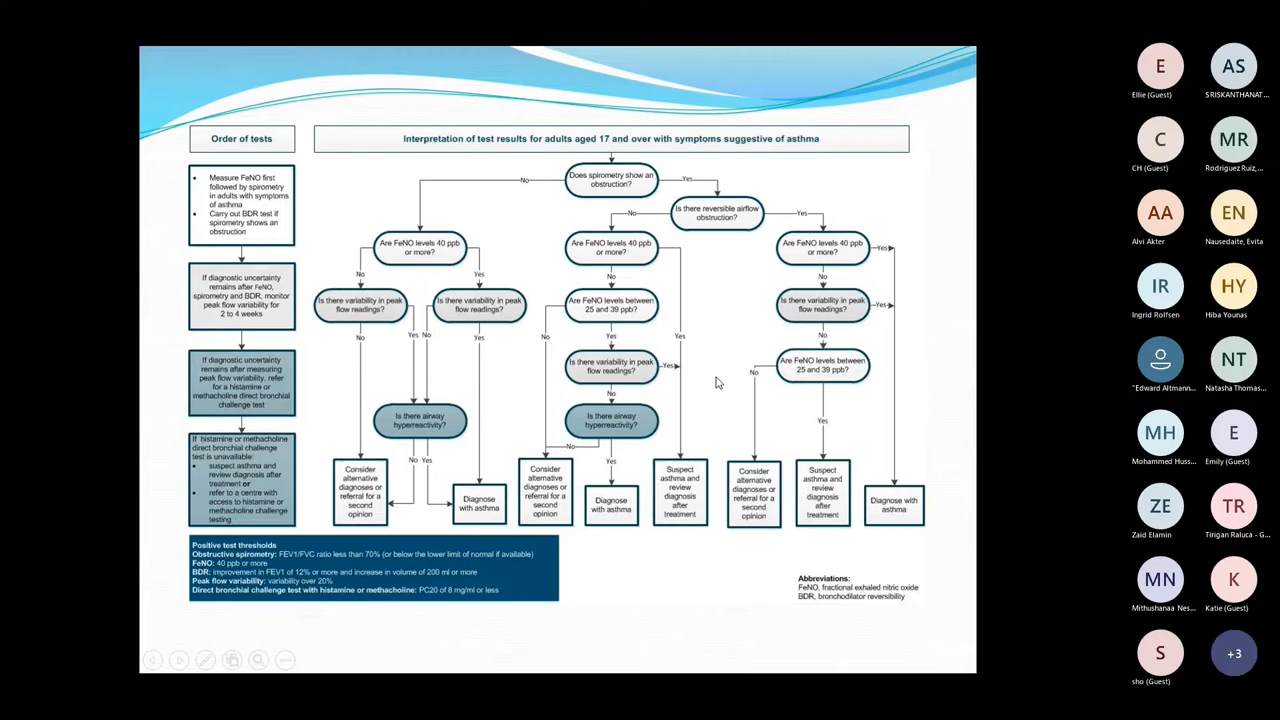 Order of tests
Interpretation of test results for adults aged 17 and over with symptoms suggestive of asthma
• Measure FeNO first
followed by spirometry
in adults with symptoms
of asthma
• Carry out BDR test if
spirometry shows an
obstruction
If diagnostic uncertainty
remains after FeNO,
spirometry and BDR, monitor
peak flow variability for
2 to 4 weeks
If diagnostic uncertainty
remains after measuring
peak flow variability, refer
for a histamine or
methacholine direct bronchial
challenge test
If histamine or methacholine
direct bronchial challenge
test is unavailable:
• suspect asthma and
review diagnosis after
treatment or
• refer to a centre with
access to histamine or
methacholine challenge
testing
Does spirometry show an
obstruction?
No
Yes
Is there reversible airflow
obstruction?
No
Yes
Are FeNO levels 40 ppb
or more?
No
Yes
Is there variability in peak
flow readings?
No
Yes
Is there variability in peak
flow readings?
No
Yes
Is there airway
hyperreactivity?
No
Yes
Consider
alternative
diagnoses or
referral for a
second
opinion
Diagnose
with asthma
Are FeNO levels 40 ppb
or more?
No
Yes
Are FeNO levels between
25 and 39 ppb?
No
Yes
Is there variability in peak
flow readings?
Yes
No
Is there airway
hyperreactivity?
No
Yes
Consider
alternative
diagnoses or
referral for a
second
opinion
Diagnose
with asthma
Suspect
asthma and
review
diagnosis
after
treatment
Are FeNO levels 40 ppb
or more?
Yes
No
Is there variability in peak
flow readings?
Yes
No
Are FeNO levels between
25 and 39 ppb?
No
Yes
Consider
alternative
diagnoses or
referral for a
second
opinion
Suspect
asthma and
review
diagnosis
after
treatment
Diagnose with
asthma
Positive test thresholds
Obstructive spirometry: FEV1/FVC ratio less than 70% (or below the lower limit of normal if available)
FeNO: 40 ppb or more
BDR: improvement in FEV1 of 12% or more and increase in volume of 200 ml or more
Peak flow variability: variability over 20%
Direct bronchial challenge test with histamine or methacholine: PC20 of 8 mg/ml or less
Abbreviations:
FeNO, fractional exhaled nitric oxide
BDR, bronchodilator reversibility
E
Ellie (Guest)
AS
SRISKANTHANAT...
C
CH (Guest)
MR
Rodriguez Ruiz,...
AA
Alvi Akter
EN
Nausedaite, Evita
IR
Ingrid Rolfsen
HY
Hiba Younas
"Edward Altmann...
NT
Natasha Thomas...
MH
Mohammed Huss...
E
Emily (Guest)
ZE
Zaid Elamin
TR
Tirigan Raluca - G...
MN
Mithushanaa Nes...
K
Katie (Guest)
S
sho (Guest)
+3